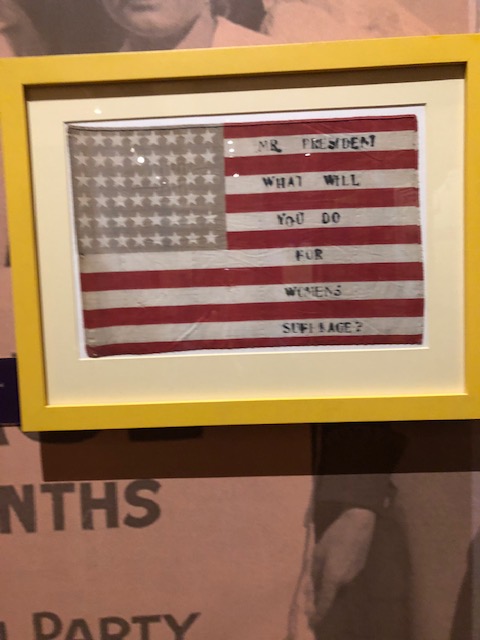 MR. PRESIDENT
WHAT WILL
YOU DO
FOR
WOMENS
SUFFRAGE?
NTHS
PARTY